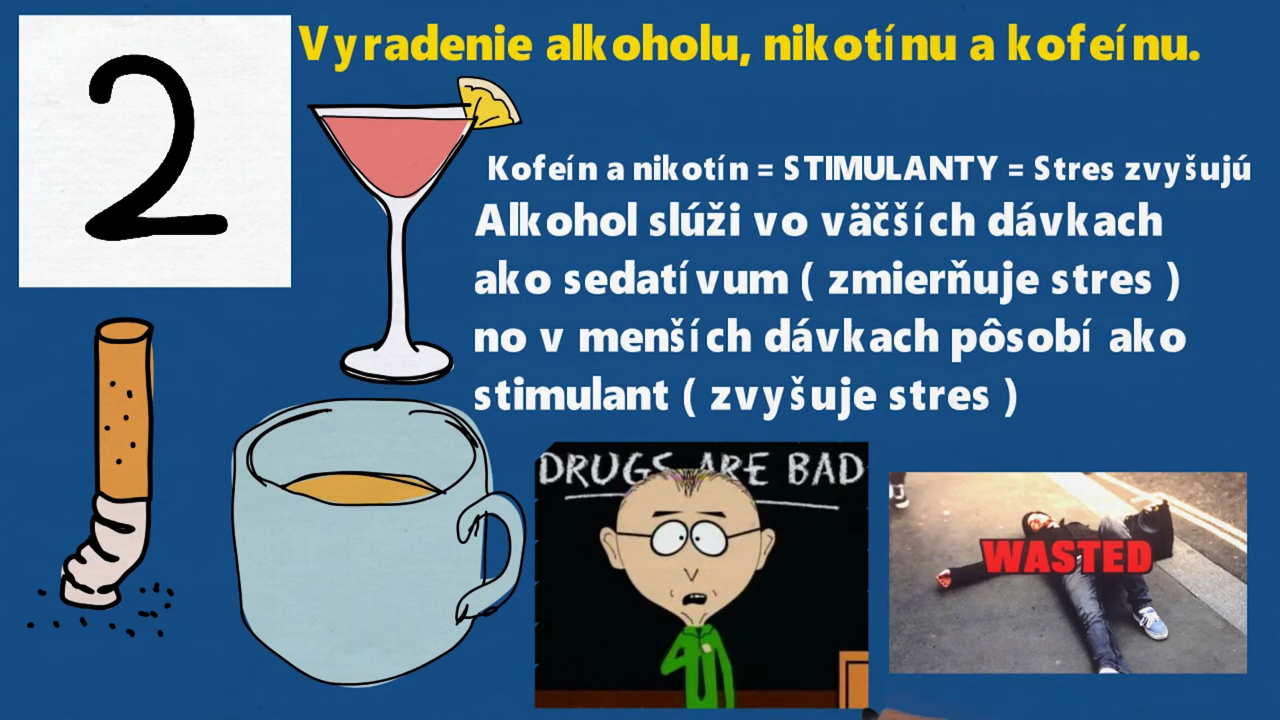 2
Vyradenie alkoholu, nikotínu a kofeínu.
Kofeín a nikotín = STIMULANTY = Stres zvyšujú
Alkohol slúži vo väčších dávkach
ako sedatívum ( zmierňuje stres )
no v menších dávkach pôsobí ako
stimulant ( zvyšuje stres )
DRUGS ARE BAD
WASTED